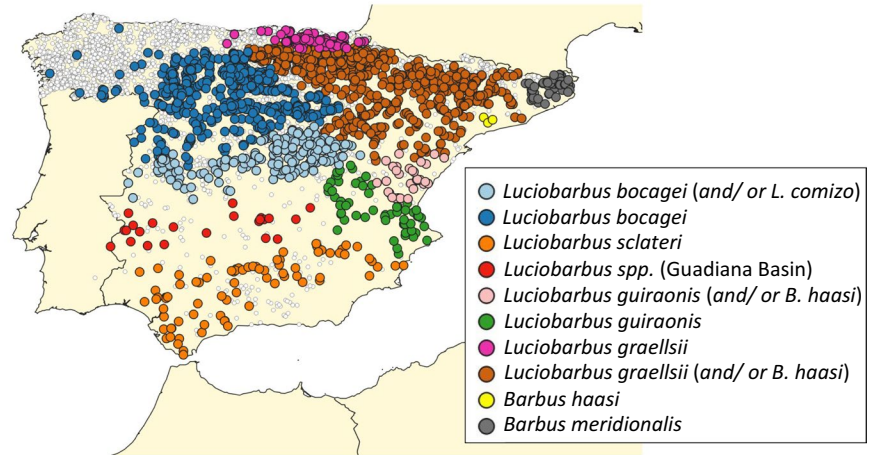 Luciobarbus bocagei (and/ or L. comizo)
Luciobarbus bocagei
Luciobarbus sclateri
Luciobarbus spp. (Guadiana Basin)
Luciobarbus guiraonis (and/ or B. haasi)
Luciobarbus guiraonis
Luciobarbus graellsii
Luciobarbus graellsii (and/ or B. haasi)
Barbus haasi
Barbus meridionalis